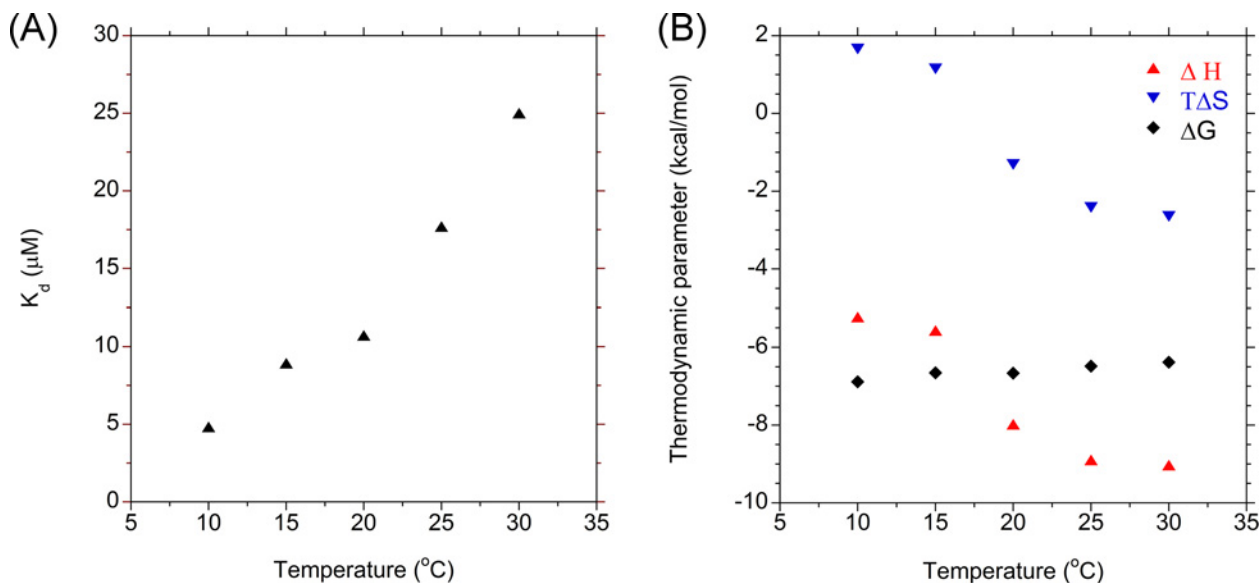 (A)
30
25
20
15
10
5
0
K_d (μM)
5 10 15 20 25 30 35
Temperature (°C)
(B)
2
0
-2
-4
-6
-8
-10
Thermodynamic parameter (kcal/mol)
Δ H
TΔS
ΔG
5 10 15 20 25 30 35
Temperature (°C)